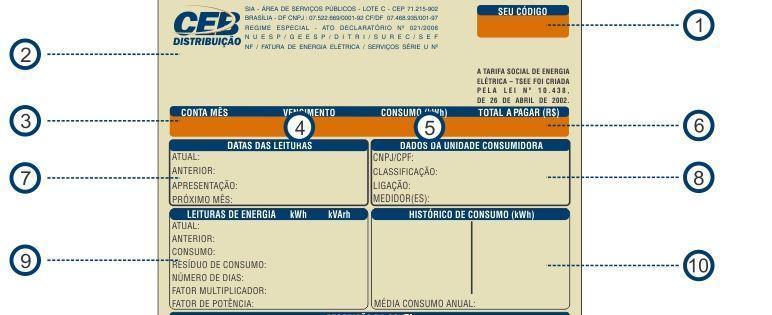 CEB
DISTRIBUIÇÃO
SIA - ÁREA DE SERVIÇOS PÚBLICOS - LOTE C - CEP 71.215-902
BRASÍLIA - DF CNPJ : 07.522.669/0001-92 CF/DF 07.468.935/001-97
REGIME ESPECIAL - ATO DECLARATÓRIO Nº 021/2006
NUESP/GEESP/DITRI/SUREC/SEF
NF / FATURA DE ENERGIA ELÉTRICA / SERVIÇOS SÉRIE U Nº
SEU CÓDIGO
1
2
A TARIFA SOCIAL DE ENERGIA
ELÉTRICA – TSEE FOI CRIADA
PELA LEI Nº 10.438,
DE 26 DE ABRIL DE 2002.
CONTA MÊS VENCIMENTO CONSUMO (kWh) TOTAL A PAGAR (R$)
3 4 5 6
DATAS DAS LEITURAS
ATUAL:
ANTERIOR:
APRESENTAÇÃO:
PRÓXIMO MÊS:
7
DADOS DA UNIDADE CONSUMIDORA
CNPJ/CPF:
CLASSIFICAÇÃO:
LIGAÇÃO:
MEDIDOR(ES):
8
LEITURAS DE ENERGIA kWh kVArh
ATUAL:
ANTERIOR:
CONSUMO:
RESÍDUO DE CONSUMO:
NÚMERO DE DIAS:
FATOR MULTIPLICADOR:
FATOR DE POTÊNCIA:
9
HISTÓRICO DE CONSUMO (kWh)
MÉDIA CONSUMO ANUAL:
10